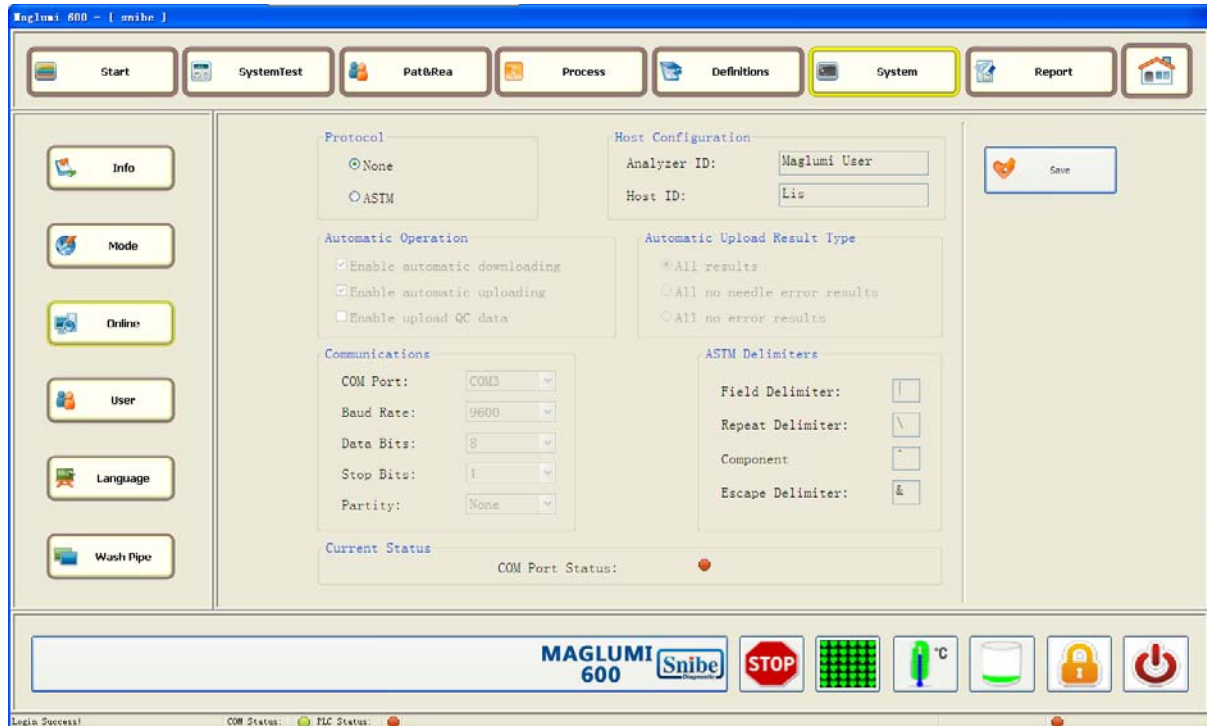 Maglumi 600 - [ snibe ]
Start SystemTest Pat&Rea Process Definitions System Report
Info
Mode
Online
User
Language
Wash Pipe
Protocol
None
ASTM
Host Configuration
Analyzer ID: Maglumi User
Host ID: Lis
Save
Automatic Operation
Enable automatic downloading
Enable automatic uploading
Enable upload QC data
Automatic Upload Result Type
All results
All no needle error results
All no error results
Communications
COM Port: COM3
Baud Rate: 9600
Data Bits: 8
Stop Bits: 1
Partity: None
ASTM Delimiters
Field Delimiter: |
Repeat Delimiter: \
Component ^
Escape Delimiter: &
Current Status
COM Port Status:
MAGLUMI
600
Snibe
Diagnostic
STOP
°C
Login Success! COM Status: PLC Status: